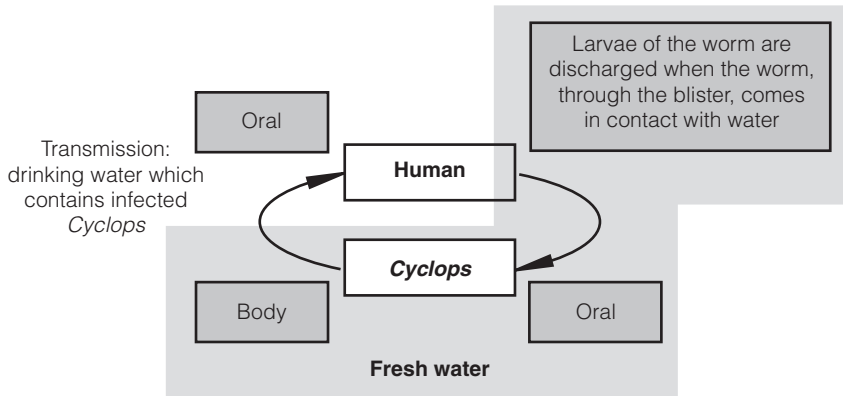 Larvae of the worm are
discharged when the worm,
through the blister, comes
in contact with water
Oral
Transmission:
drinking water which
contains infected
Cyclops
Human
Cyclops
Body
Oral
Fresh water